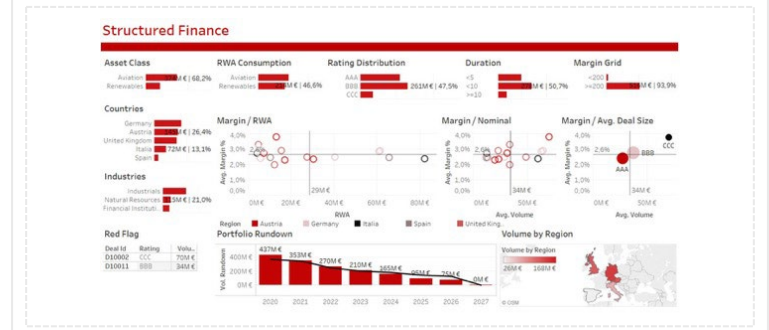 Structured Finance
Asset Class
Aviation
M € | 68,2%
Renewables
RWA Consumption
Aviation
Renewables
M € | 46,6%
Rating Distribution
AAA
BBB
261M € | 47,5%
CCC
Duration
<5
<10
M € | 50,7%
>=10
Margin Grid
<200
>=200
M € | 93,9%
Countries
Germany
Austria
M € | 26,4%
United Kingdom
Italia
72M € | 13,1%
Spain
Industries
Industrials
Natural Resources
M € | 21,0%
Financial Instituti
Margin / RWA
Avg. Margin %
4,0%
3,0%
2,0%
1,0%
0,0%
2,6%
29M €
0M €
20M €
40M €
60M €
80M €
RWA
Margin / Nominal
Avg. Margin %
4,0%
3,0%
2,0%
1,0%
0,0%
2,6%
34M €
0M €
50M €
Avg. Volume
Margin / Avg. Deal Size
Avg. Margin %
4,0%
3,0%
2,0%
1,0%
0,0%
2,6%
CCC
BBB
AAA
34M €
0M €
50M €
Avg. Volume
Region
Austria
Germany
Italia
Spain
United King..
Red Flag
Deal Id Rating Volu..
D10002 CCC 70M €
D10011 BBB 34M €
Portfolio Rundown
Vol. Rundown
400M €
200M €
0M €
437M €
353M €
270M €
210M €
165M €
95M €
75M €
0M €
2020 2021 2022 2023 2024 2025 2026 2027
Volume by Region
Volume by Region
26M € 168M €
© OSM